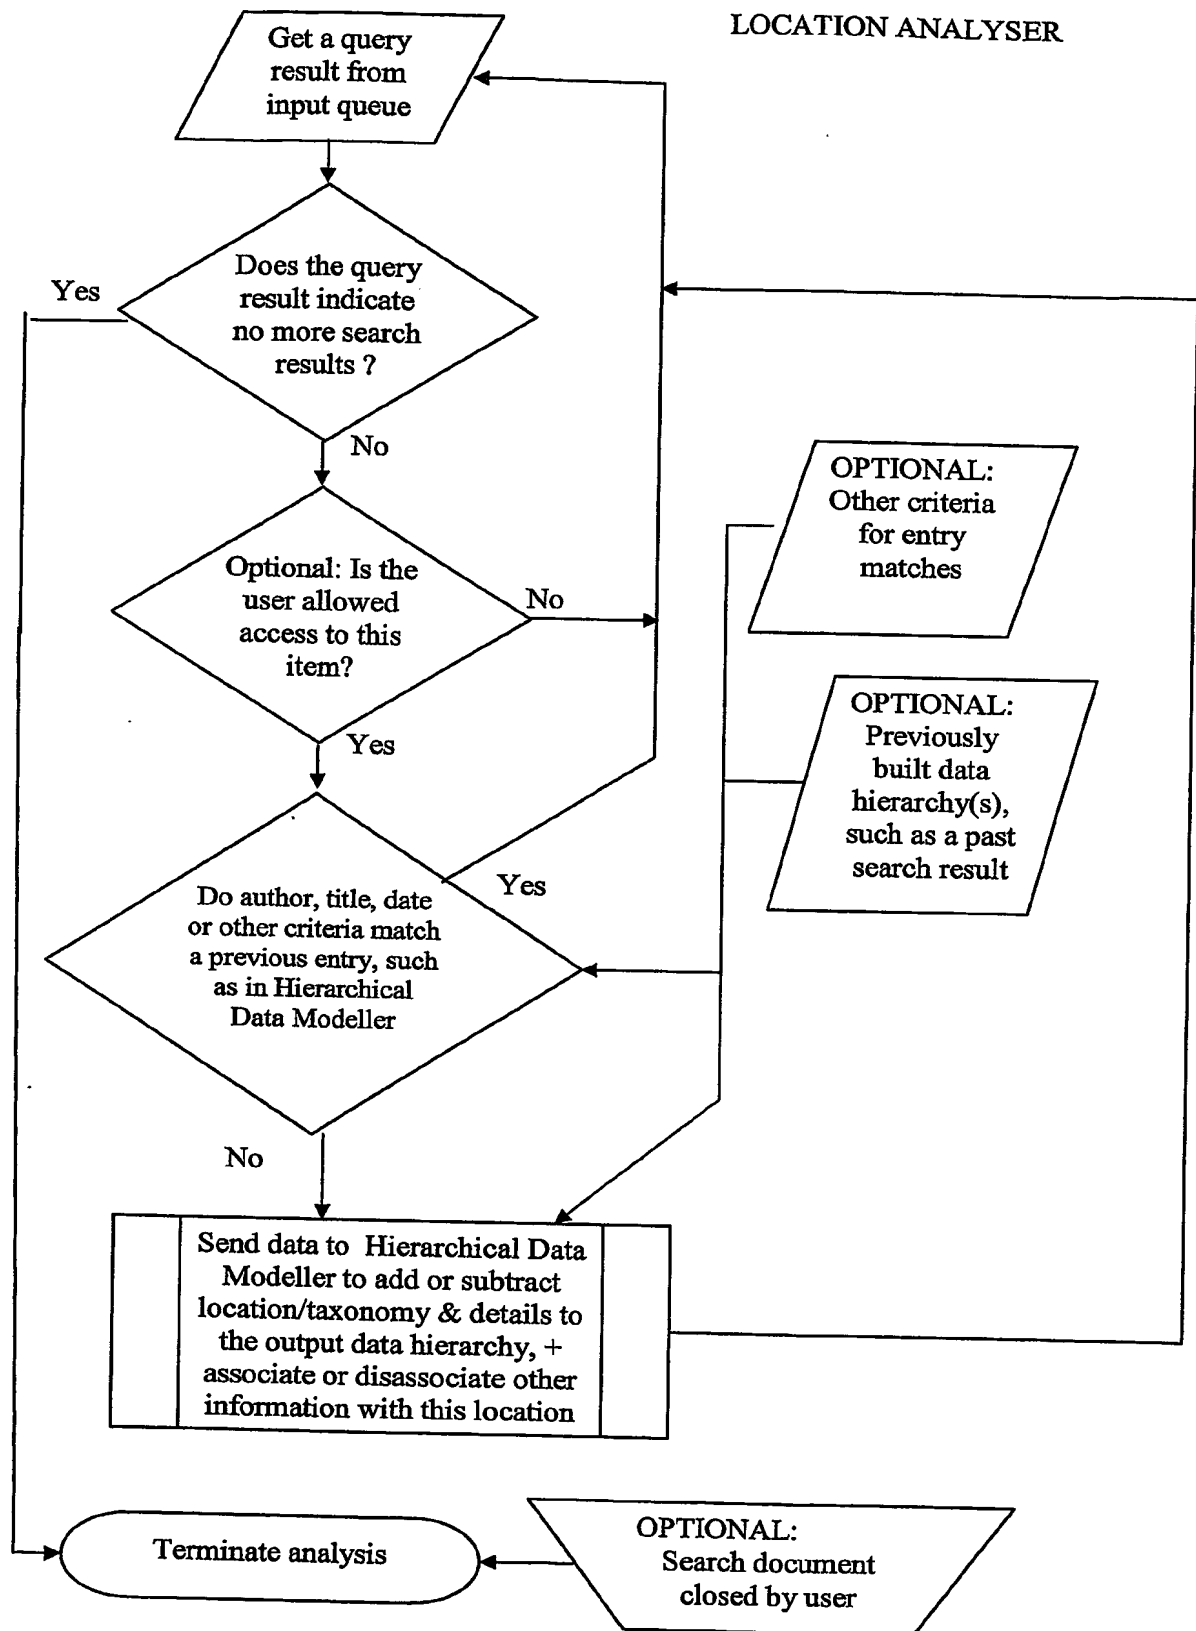 LOCATION ANALYSER
Get a query
result from
input queue
Does the query
result indicate
no more search
results ?
Yes
No
Optional: Is the
user allowed
access to this
item?
No
Yes
OPTIONAL:
Other criteria
for entry
matches
OPTIONAL:
Previously
built data
hierarchy(s),
such as a past
search result
Do author, title, date
or other criteria match
a previous entry, such
as in Hierarchical
Data Modeller
Yes
No
Send data to Hierarchical Data
Modeller to add or subtract
location/taxonomy & details to
the output data hierarchy, +
associate or disassociate other
information with this location
Terminate analysis
OPTIONAL:
Search document
closed by user